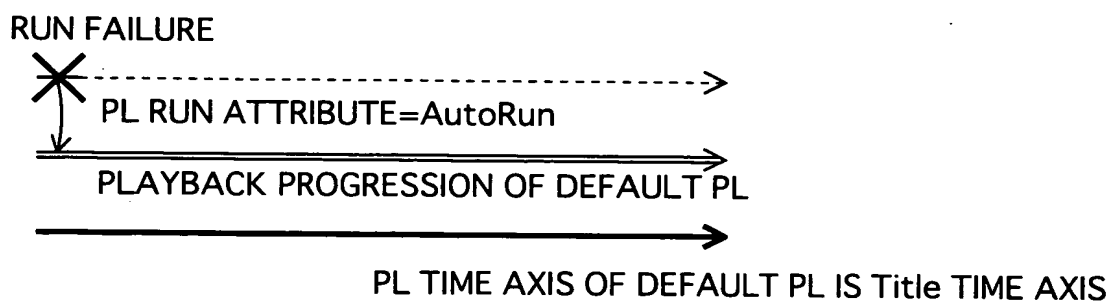 RUN FAILURE
PL RUN ATTRIBUTE=AutoRun
PLAYBACK PROGRESSION OF DEFAULT PL
PL TIME AXIS OF DEFAULT PL IS Title TIME AXIS